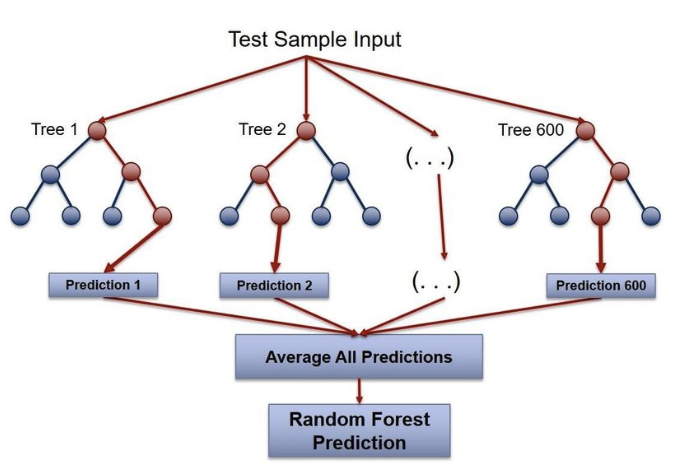 Test Sample Input
Tree 1
Tree 2
(. . .)
Tree 600
Prediction 1
Prediction 2
(. . .)
Prediction 600
Average All Predictions
Random Forest
Prediction